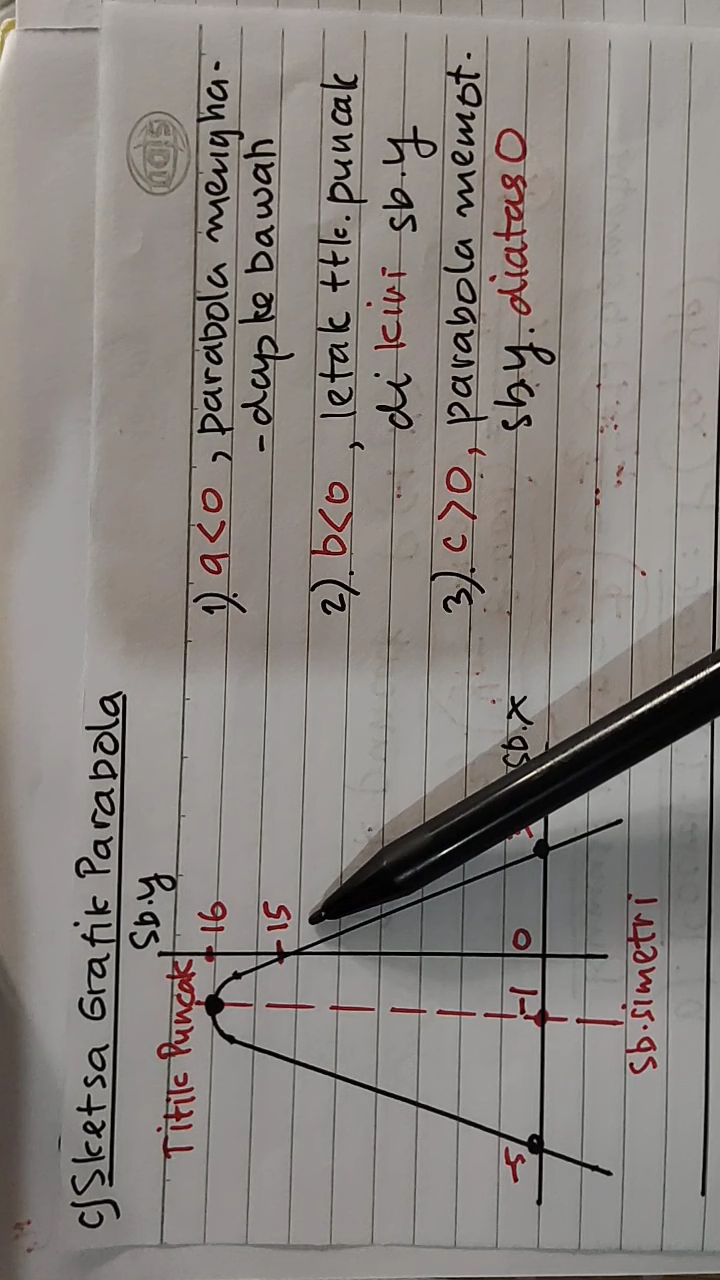 c) Sketsa Grafik Parabola
Sb.y
Titik Puncak
16
15
-5
-1
0
sb.x
Sb.simetri
sidu
1). a<0, parabola mengha-
-dap ke bawah
2). b<0, letak ttk. puncak
di kiri sb.y
3). c>0, parabola memot.
sb.y. diatas 0